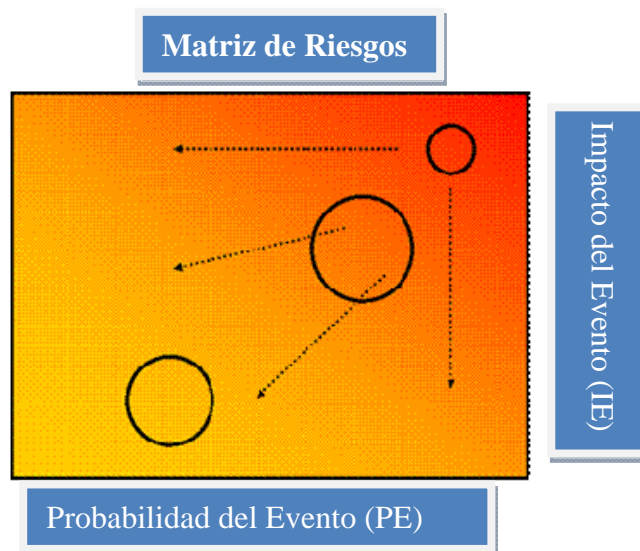 Matriz de Riesgos
Impacto del Evento (IE)
Probabilidad del Evento (PE)